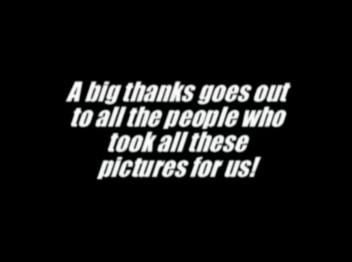 A big thanks goes out
to all the people who
took all these
pictures for us!